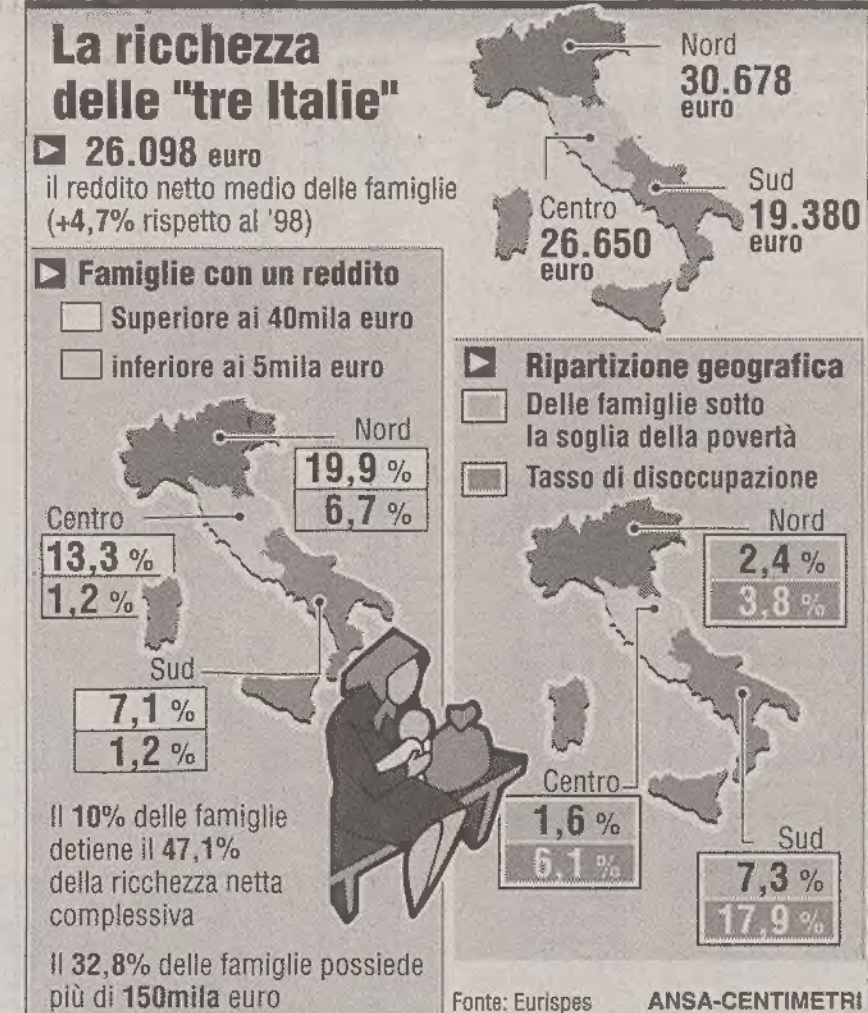 La ricchezza
delle "tre Italie"
26.098 euro
il reddito netto medio delle famiglie
(+4,7% rispetto al '98)
Nord
30.678
euro
Centro
26.650
euro
Sud
19.380
euro
Famiglie con un reddito
Superiore ai 40mila euro
inferiore ai 5mila euro
Nord
19,9 %
6,7 %
Centro
13,3 %
1,2 %
Sud
7,1 %
1,2 %
Il 10% delle famiglie
detiene il 47,1%
della ricchezza netta
complessiva
Il 32,8% delle famiglie possiede
più di 150mila euro
Ripartizione geografica
Delle famiglie sotto
la soglia della povertà
Tasso di disoccupazione
Nord
2,4 %
3,8 %
Centro
1,6 %
6,1 %
Sud
7,3 %
17,9 %
Fonte: Eurispes
ANSA-CENTIMETRI